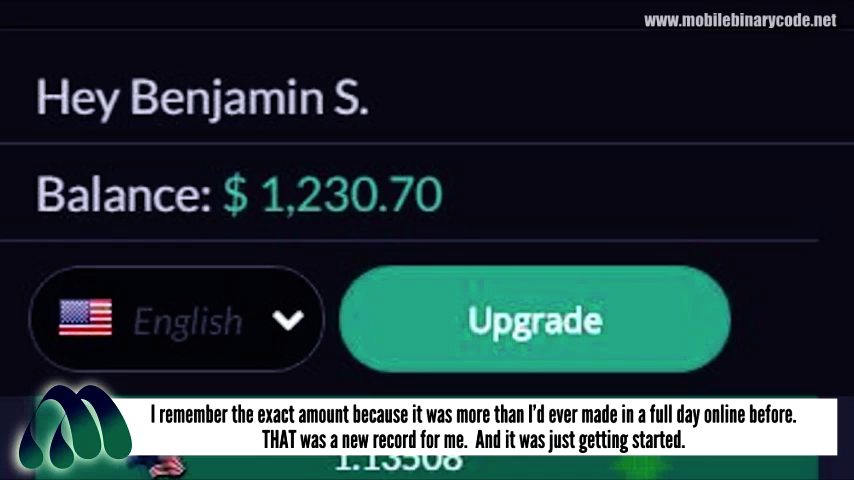 www.mobilebinarycode.net
Hey Benjamin S.
Balance: $ 1,230.70
English
Upgrade
I remember the exact amount because it was more than I'd ever made in a full day online before.
THAT was a new record for me. And it was just getting started.
1.13508